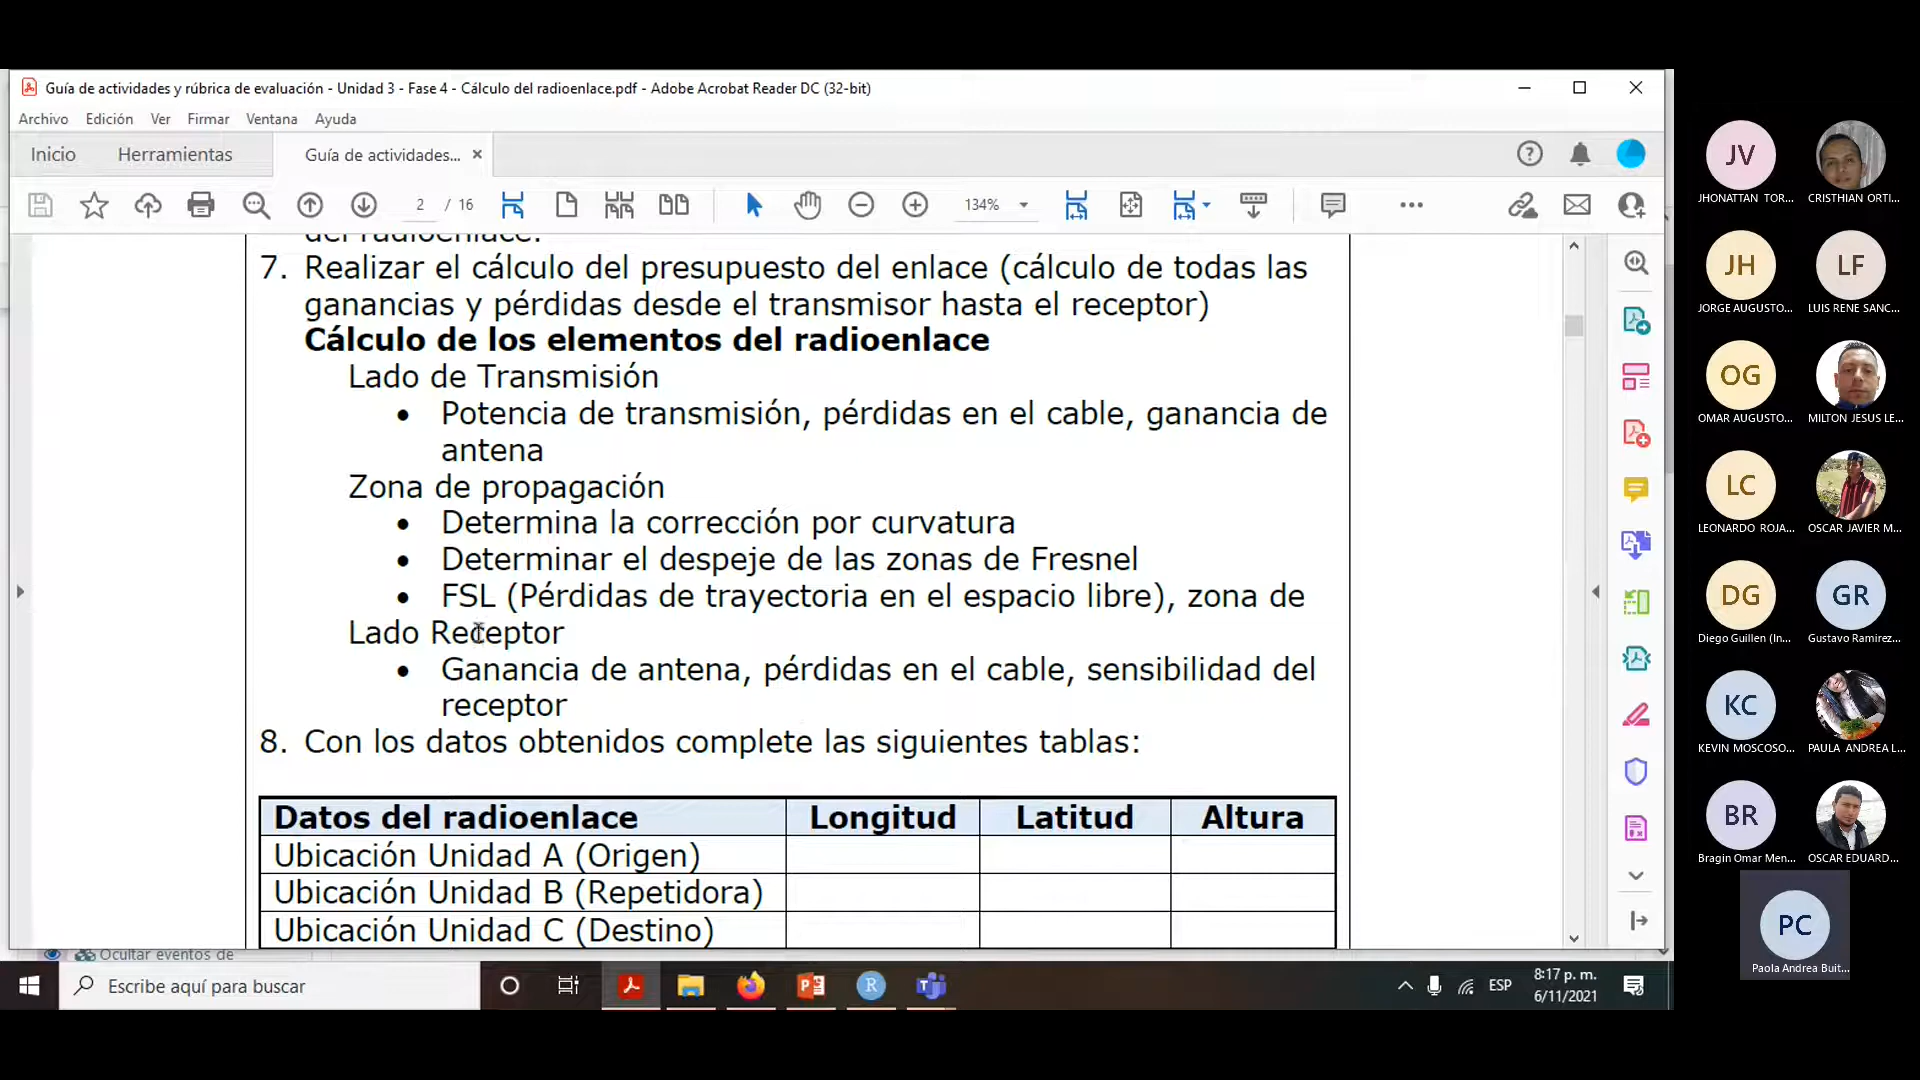 Guía de actividades y rúbrica de evaluación - Unidad 3 - Fase 4 - Cálculo del radioenlace.pdf - Adobe Acrobat Reader DC (32-bit)
Archivo Edición Ver Firmar Ventana Ayuda
Inicio Herramientas Guía de actividades...
2 / 16 134%
del radioenlace.
7. Realizar el cálculo del presupuesto del enlace (cálculo de todas las
ganancias y pérdidas desde el transmisor hasta el receptor)
Cálculo de los elementos del radioenlace
Lado de Transmisión
• Potencia de transmisión, pérdidas en el cable, ganancia de
antena
Zona de propagación
• Determina la corrección por curvatura
• Determinar el despeje de las zonas de Fresnel
• FSL (Pérdidas de trayectoria en el espacio libre), zona de
Lado Receptor
• Ganancia de antena, pérdidas en el cable, sensibilidad del
receptor
8. Con los datos obtenidos complete las siguientes tablas:
Datos del radioenlace Longitud Latitud Altura
Ubicación Unidad A (Origen)
Ubicación Unidad B (Repetidora)
Ubicación Unidad C (Destino)
Ocultar eventos de
Escribe aquí para buscar
ESP
8:17 p. m.
6/11/2021
JV
JHONATTAN TOR...
CRISTHIAN ORTI...
JH LF
JORGE AUGUSTO... LUIS RENE SANC...
OG
OMAR AUGUSTO... MILTON JESUS LE...
LC
LEONARDO ROJA... OSCAR JAVIER M...
DG GR
Diego Guillen (In... Gustavo Ramirez...
KC
KEVIN MOSCOSO... PAULA ANDREA L...
BR
Bragin Omar Men... OSCAR EDUARD...
PC
Paola Andrea Buit...